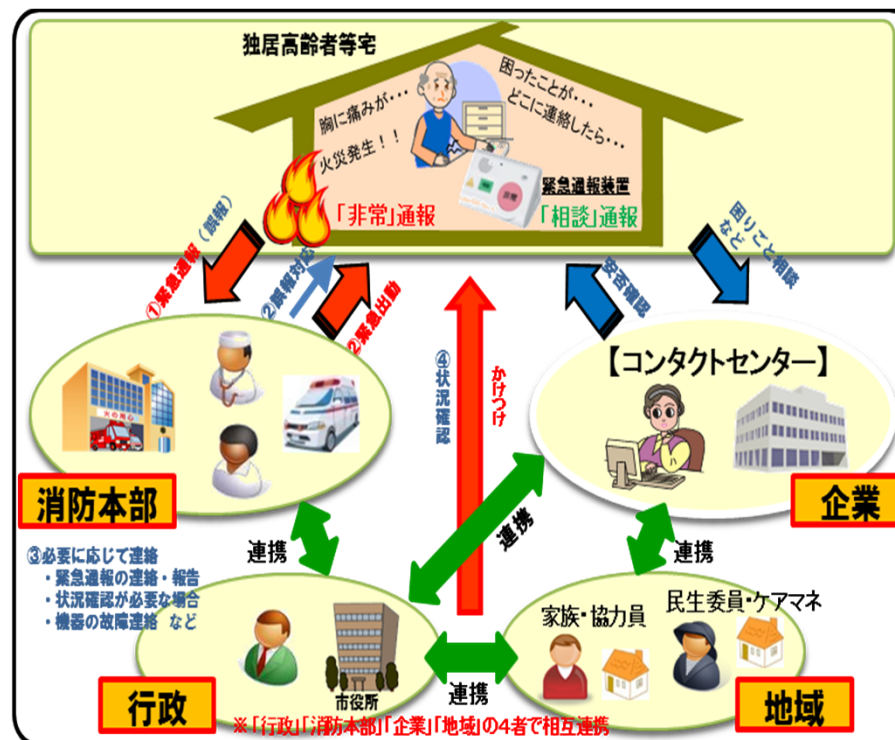 独居高齢者等宅
胸に痛みが・・・
火災発生！！
困ったことが・・・
どこに連絡したら・・・
緊急通報装置
非常
「非常」通報
「相談」通報
①緊急通報（誤報）
②誤報対応
②緊急出動
④状況確認
かけつけ
安否確認
困りごと相談
など
火の用心
消防本部
【コンタクトセンター】
企業
連携
連携
連携
③必要に応じて連絡
・緊急通報の連絡・報告
・状況確認が必要な場合
・機器の故障連絡 など
市役所
行政
連携
家族・協力員
民生委員・ケアマネ
地域
※「行政」「消防本部」「企業」「地域」の4者で相互連携